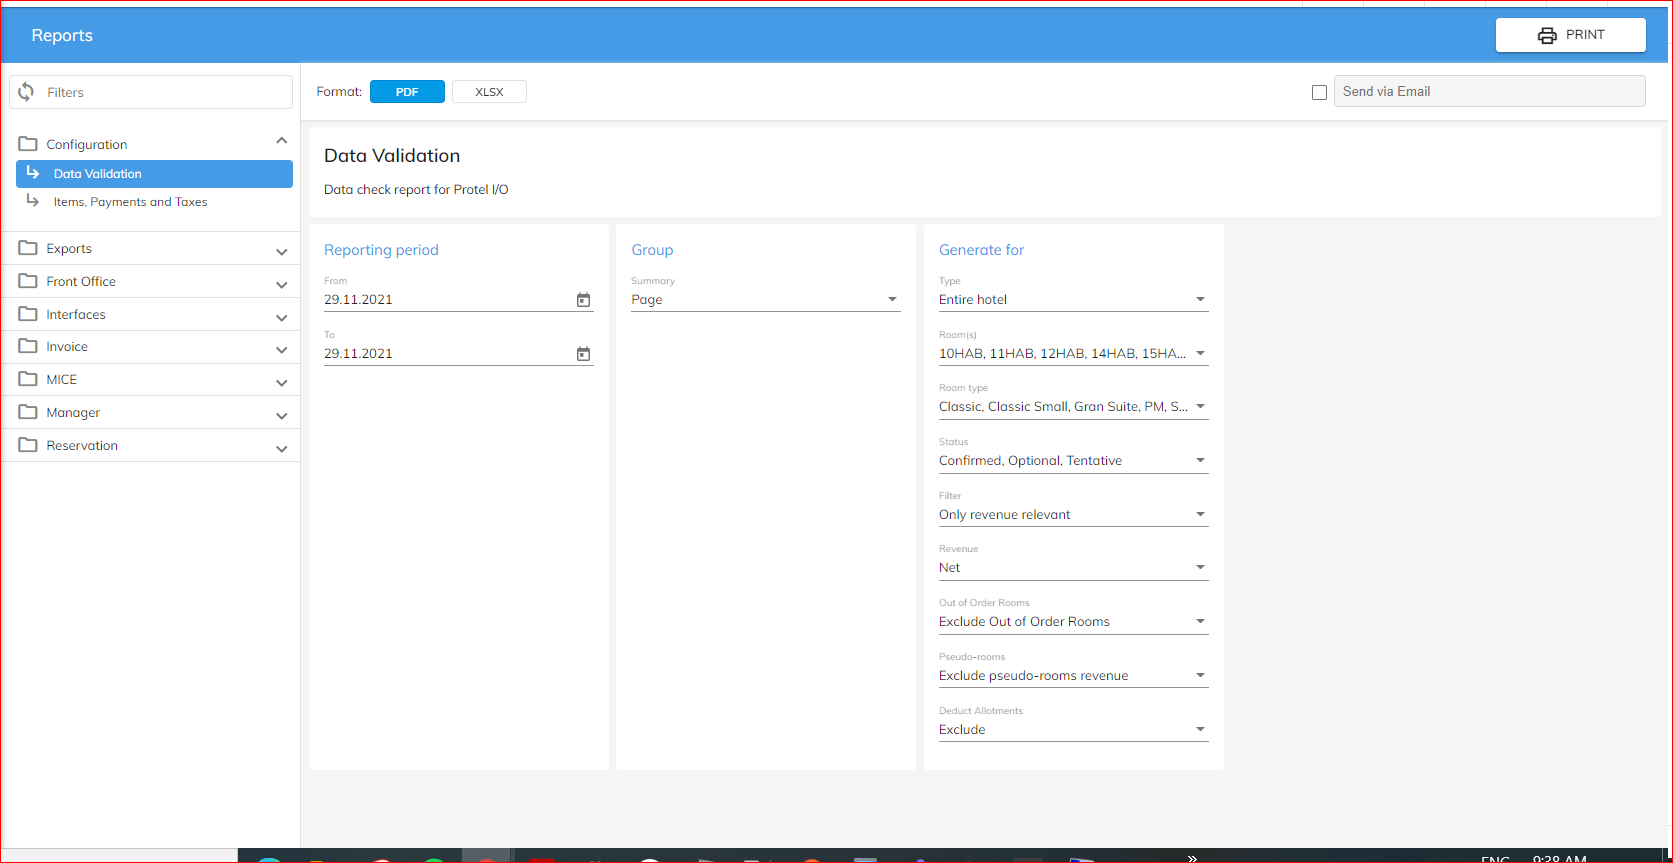 Reports
PRINT
Filters
Format:
PDF
XLSX
Send via Email
Configuration
Data Validation
Items, Payments and Taxes
Exports
Front Office
Interfaces
Invoice
MICE
Manager
Reservation
Data Validation
Data check report for Protel I/O
Reporting period
From
29.11.2021
To
29.11.2021
Group
Summary
Page
Generate for
Type
Entire hotel
Room(s)
10HAB, 11HAB, 12HAB, 14HAB, 15HA...
Room type
Classic, Classic Small, Gran Suite, PM, S...
Status
Confirmed, Optional, Tentative
Filter
Only revenue relevant
Revenue
Net
Out of Order Rooms
Exclude Out of Order Rooms
Pseudo-rooms
Exclude pseudo-rooms revenue
Deduct Allotments
Exclude
ENG
9:38 AM